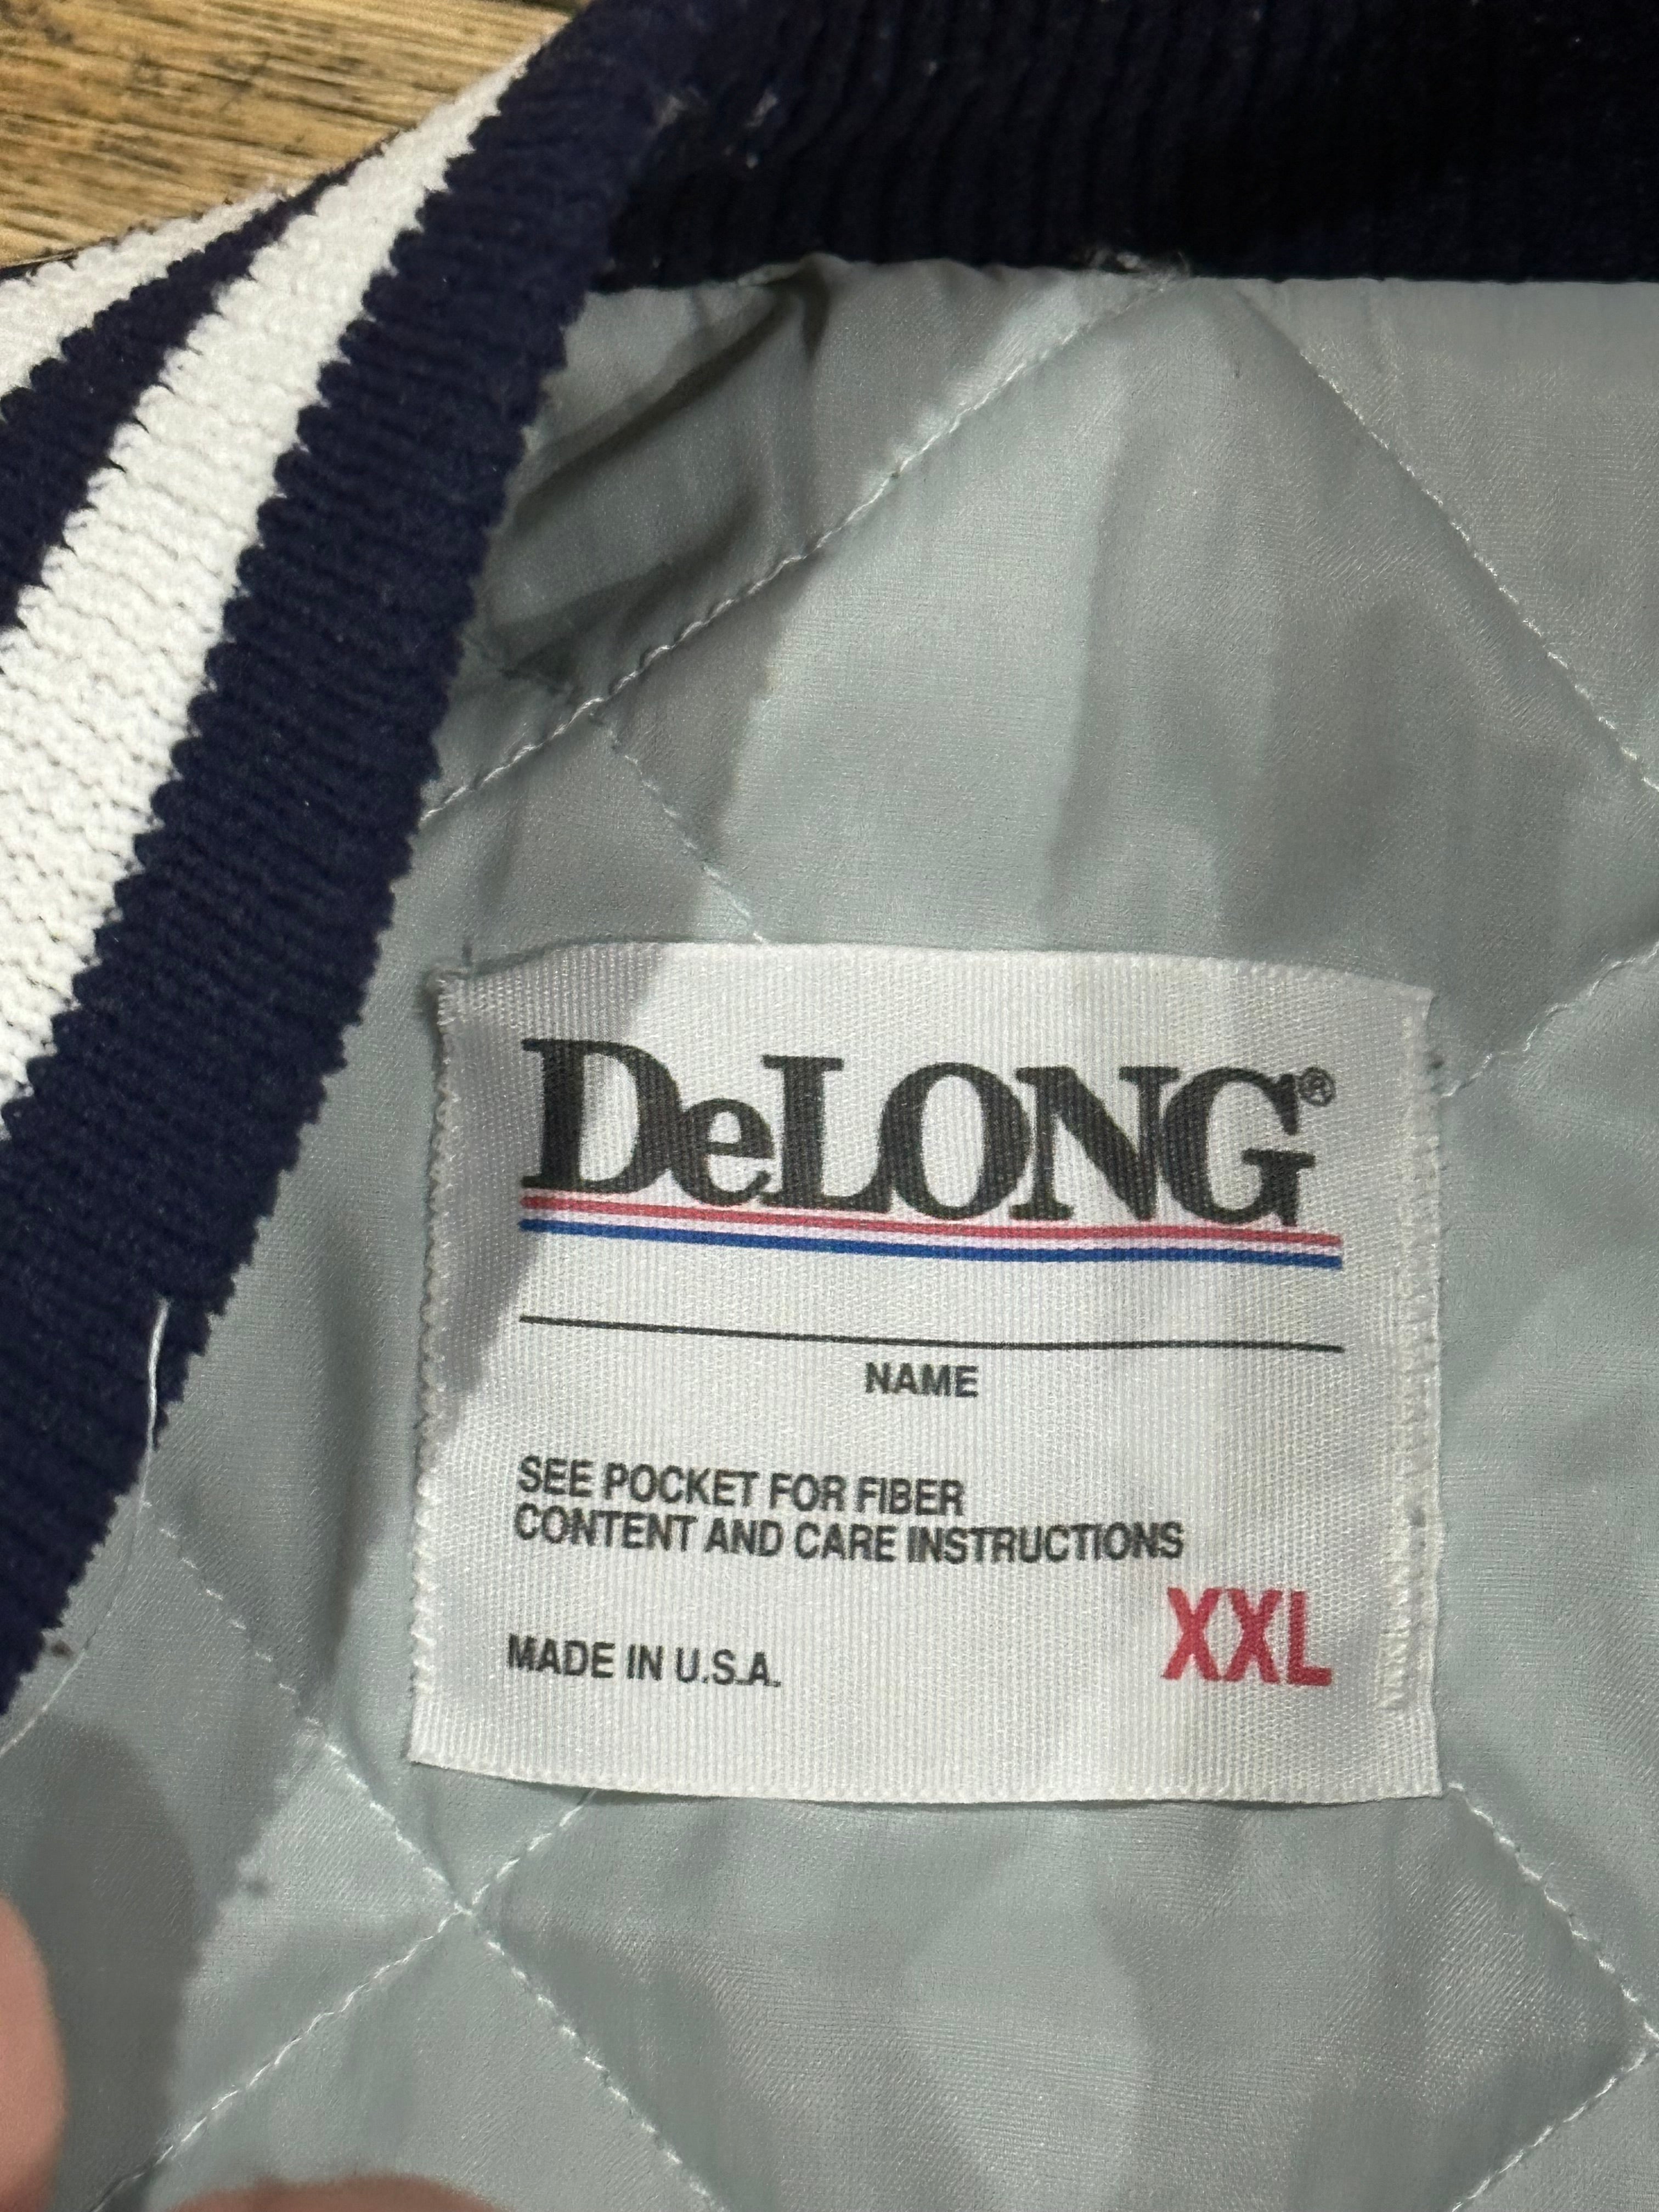 DeLONG®
NAME
SEE POCKET FOR FIBER
CONTENT AND CARE INSTRUCTIONS
XXL
MADE IN U.S.A.